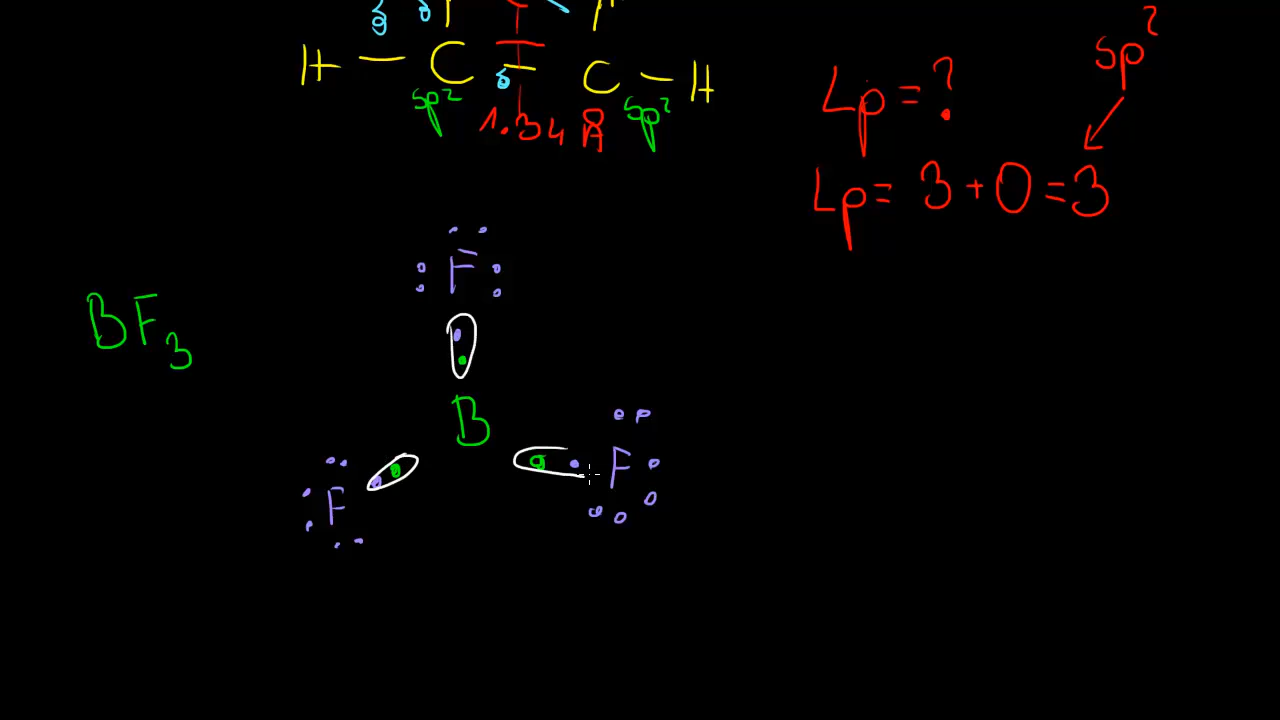 H — C — C — H
sp² sp²
1.34 Å
sp²
Lp = ?
Lp = 3 + 0 = 3
BF₃
F
B
F
F